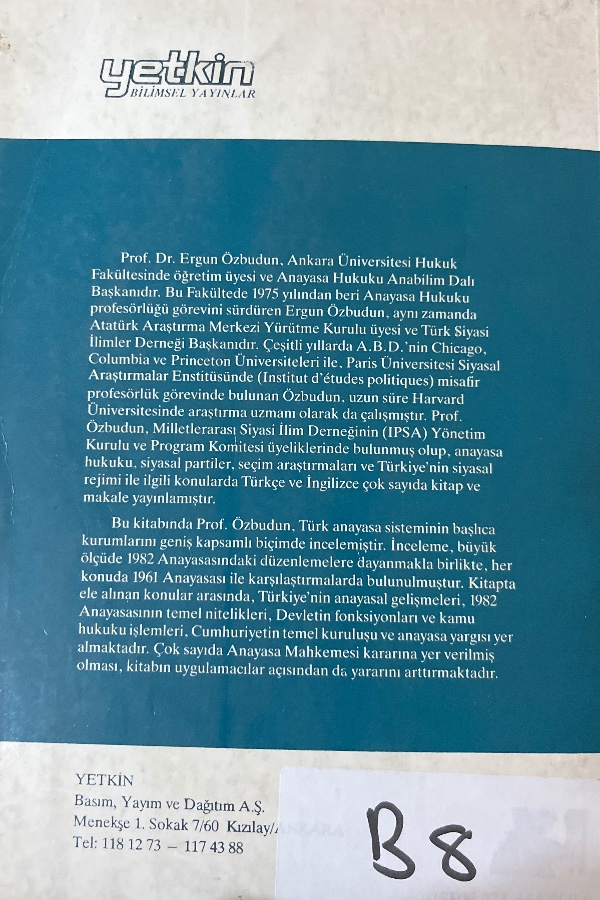 yetkin
BİLİMSEL YAYINLAR
Prof. Dr. Ergun Özbudun, Ankara Üniversitesi Hukuk
Fakültesinde öğretim üyesi ve Anayasa Hukuku Anabilim Dalı
Başkanıdır. Bu Fakültede 1975 yılından beri Anayasa Hukuku
profesörlüğü görevini sürdüren Ergun Özbudun, aynı zamanda
Atatürk Araştırma Merkezi Yürütme Kurulu üyesi ve Türk Siyasi
İlimler Derneği Başkanıdır. Çeşitli yıllarda A.B.D.'nin Chicago,
Columbia ve Princeton Üniversiteleri ile, Paris Üniversitesi Siyasal
Araştırmalar Enstitüsünde (Institut d'études politiques) misafir
profesörlük görevinde bulunan Özbudun, uzun süre Harvard
Üniversitesinde araştırma uzmanı olarak da çalışmıştır. Prof.
Özbudun, Milletlerarası Siyasi İlim Derneğinin (IPSA) Yönetim
Kurulu ve Program Komitesi üyeliklerinde bulunmuş olup, anayasa
hukuku, siyasal partiler, seçim araştırmaları ve Türkiye'nin siyasal
rejimi ile ilgili konularda Türkçe ve İngilizce çok sayıda kitap ve
makale yayınlamıştır.
Bu kitabında Prof. Özbudun, Türk anayasa sisteminin başlıca
kurumlarını geniş kapsamlı biçimde incelemiştir. İnceleme, büyük
ölçüde 1982 Anayasasındaki düzenlemelere dayanmakla birlikte, her
konuda 1961 Anayasası ile karşılaştırmalarda bulunulmuştur. Kitapta
ele alınan konular arasında, Türkiye'nin anayasal gelişmeleri, 1982
Anayasasının temel nitelikleri, Devletin fonksiyonları ve kamu
hukuku işlemleri, Cumhuriyetin temel kuruluşu ve anayasa yargısı yer
almaktadır. Çok sayıda Anayasa Mahkemesi kararına yer verilmiş
olması, kitabın uygulamacılar açısından da yararını arttırmaktadır.
YETKİN
Basım, Yayım ve Dağıtım A.Ş.
Menekşe 1. Sokak 7/60 Kızılay/
Tel: 118 12 73 — 117 43 88
B8